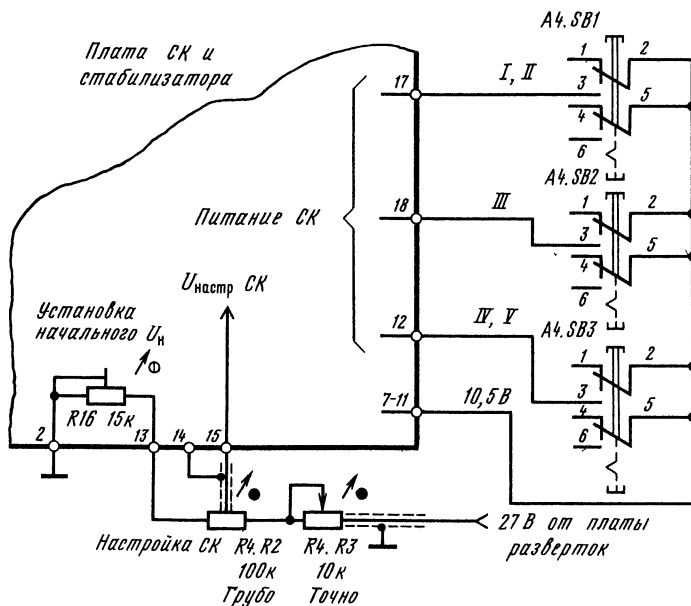 A4.SB1
Плата СК и
стабилизатора
1
2
I, II
17
3
4
5
6
A4.SB2
Питание СК
III
18
1
2
3
4
5
6
Uнастр СК
IV, V
12
A4.SB3
Установка
начального Uн
1
2
3
4
5
6
7-11
10,5 В
R16 15к
2
13
14
15
Настройка СК
R4.R2
100к
Грубо
R4.R3
10к
Точно
27 В от платы
разверток